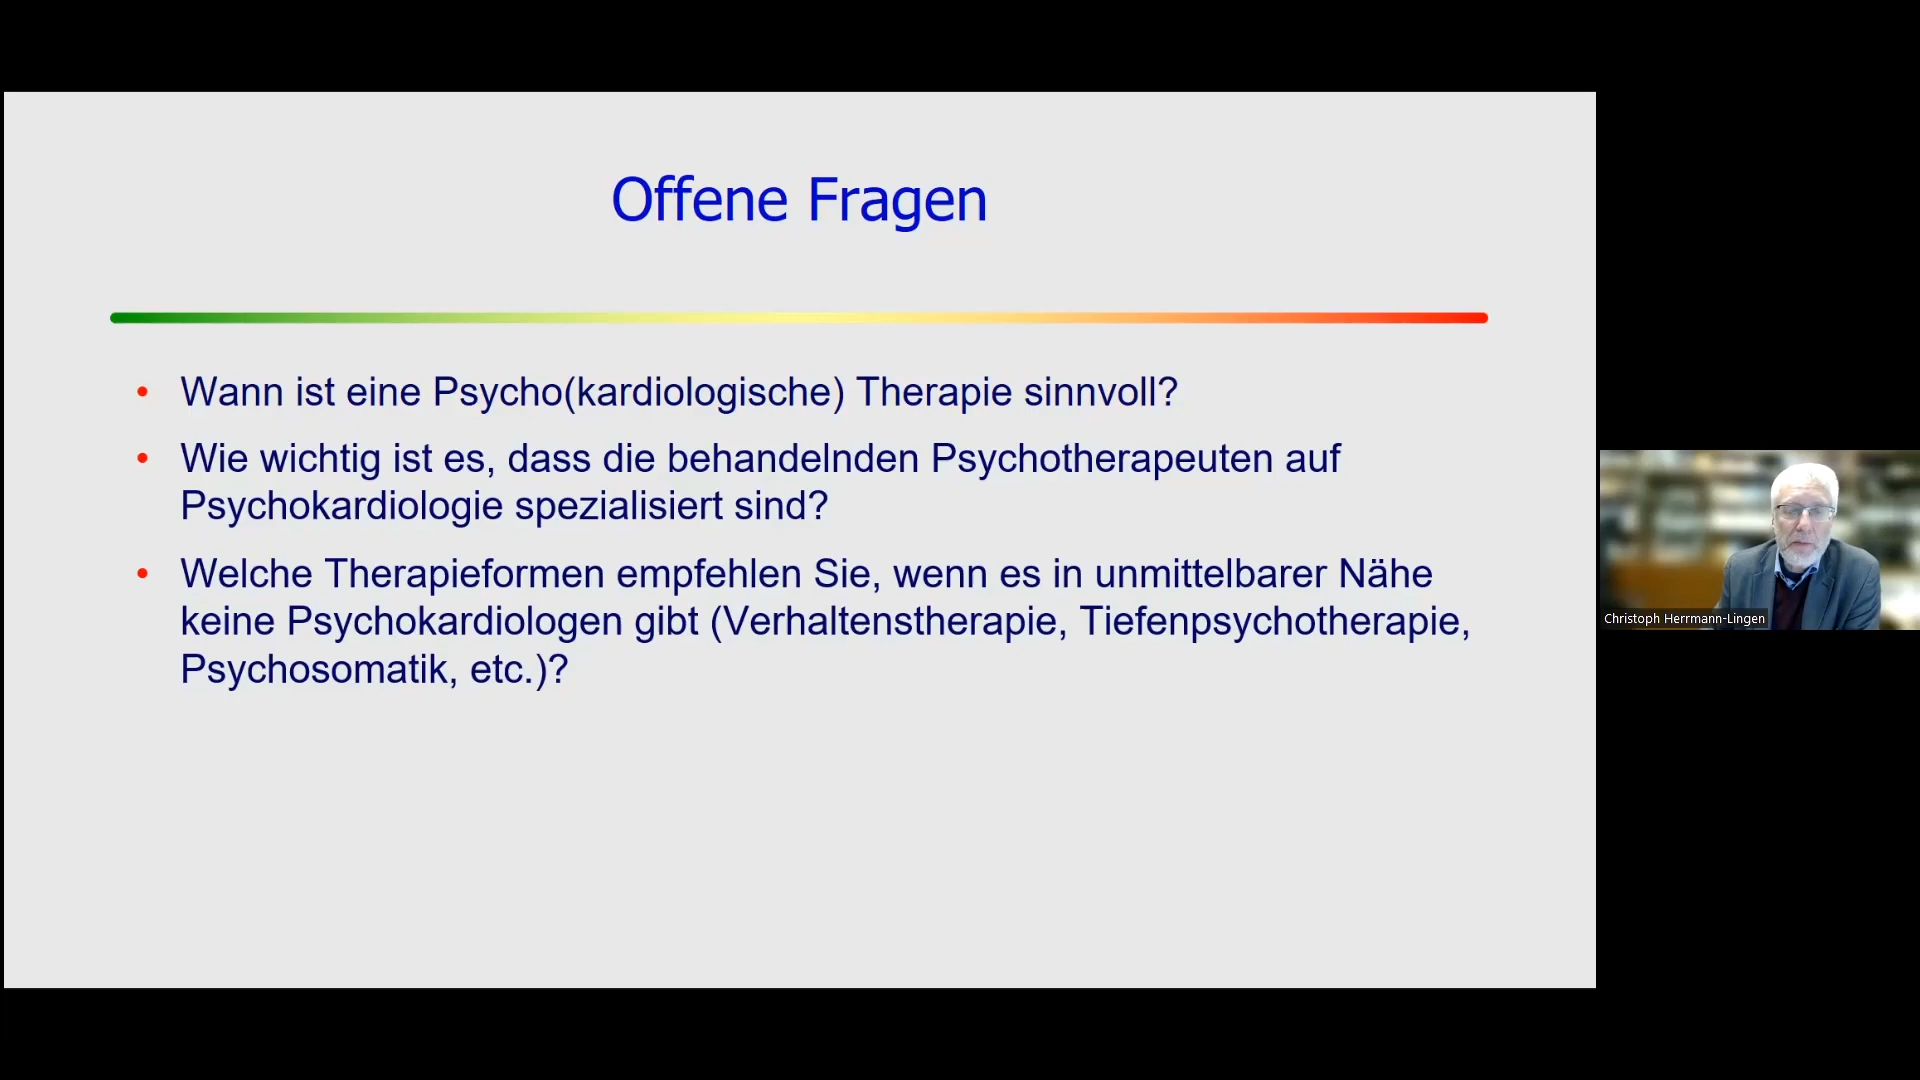 Offene Fragen
• Wann ist eine Psycho(kardiologische) Therapie sinnvoll?
• Wie wichtig ist es, dass die behandelnden Psychotherapeuten auf
Psychokardiologie spezialisiert sind?
• Welche Therapieformen empfehlen Sie, wenn es in unmittelbarer Nähe
keine Psychokardiologen gibt (Verhaltenstherapie, Tiefenpsychotherapie,
Psychosomatik, etc.)?
Christoph Herrmann-Lingen